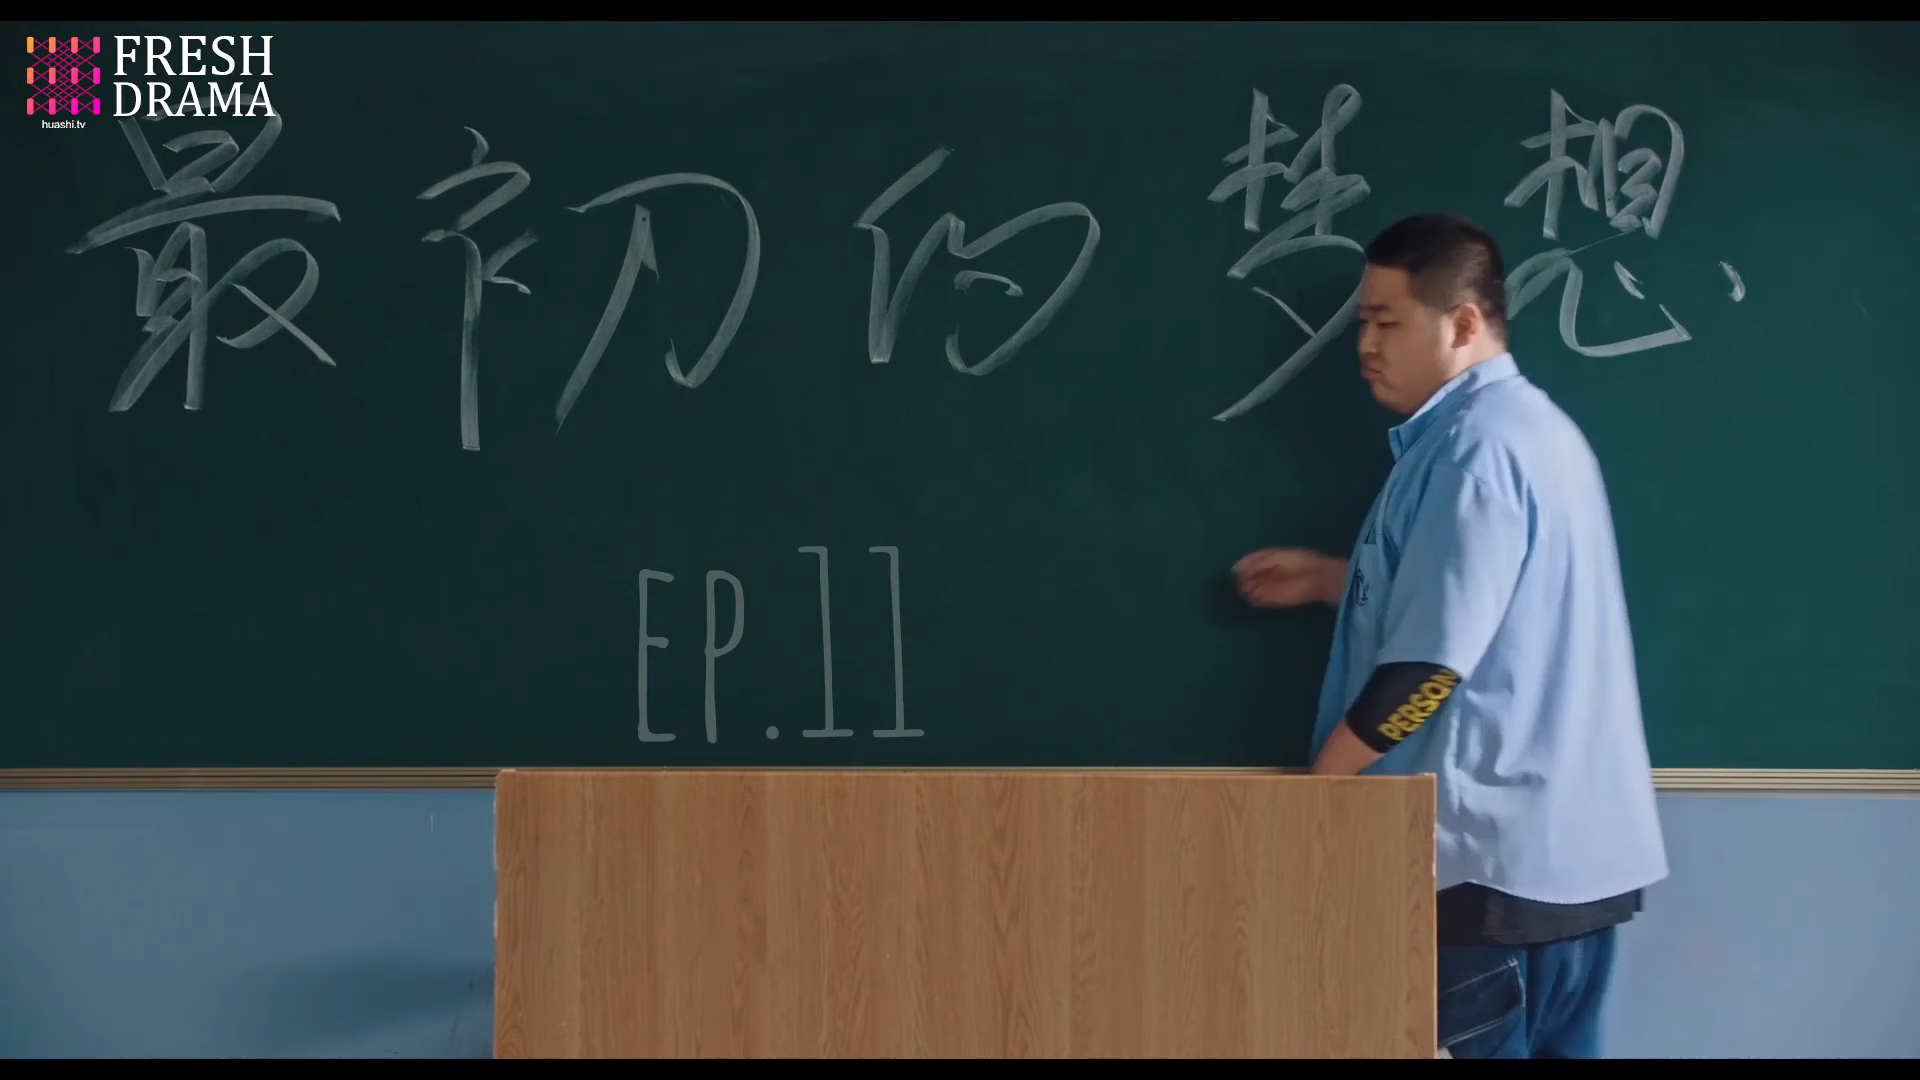 FRESH
DRAMA
huashi.tv
最初的梦想
EP.11
PERSON